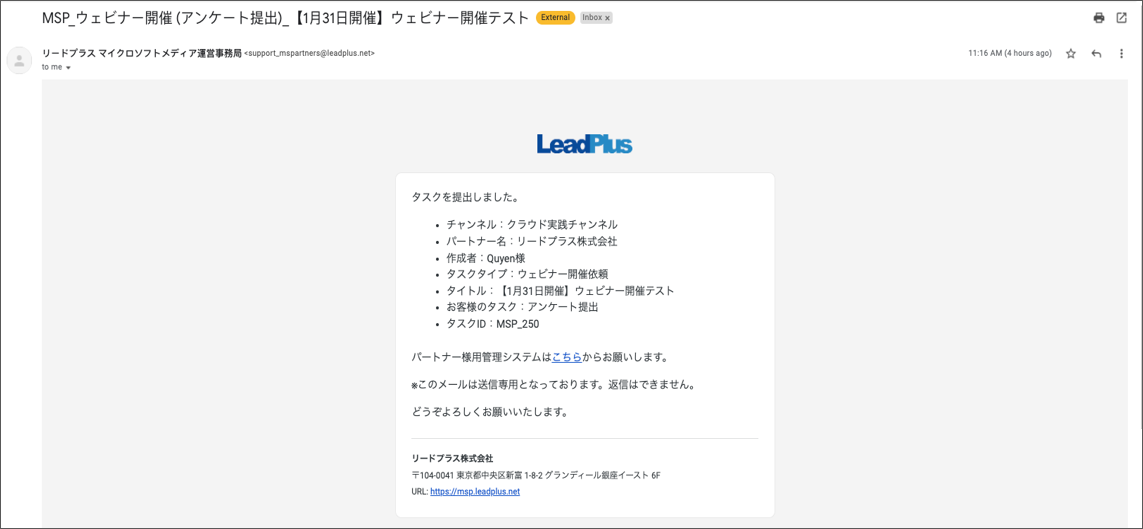 MSP_ウェビナー開催 (アンケート提出)_【1月31日開催】ウェビナー開催テスト External Inbox ×
リードプラス マイクロソフトメディア運営事務局 <support_mspartners@leadplus.net> 11:16 AM (4 hours ago)
to me
LeadPlus
タスクを提出しました。
• チャンネル：クラウド実践チャンネル
• パートナー名：リードプラス株式会社
• 作成者：Quyen様
• タスクタイプ：ウェビナー開催依頼
• タイトル：【1月31日開催】ウェビナー開催テスト
• お客様のタスク：アンケート提出
• タスクID：MSP_250
パートナー様用管理システムはこちらからお願いします。
※このメールは送信専用となっております。返信はできません。
どうぞよろしくお願いいたします。
リードプラス株式会社
〒104-0041 東京都中央区新富 1-8-2 グランディール銀座イースト 6F
URL: https://msp.leadplus.net